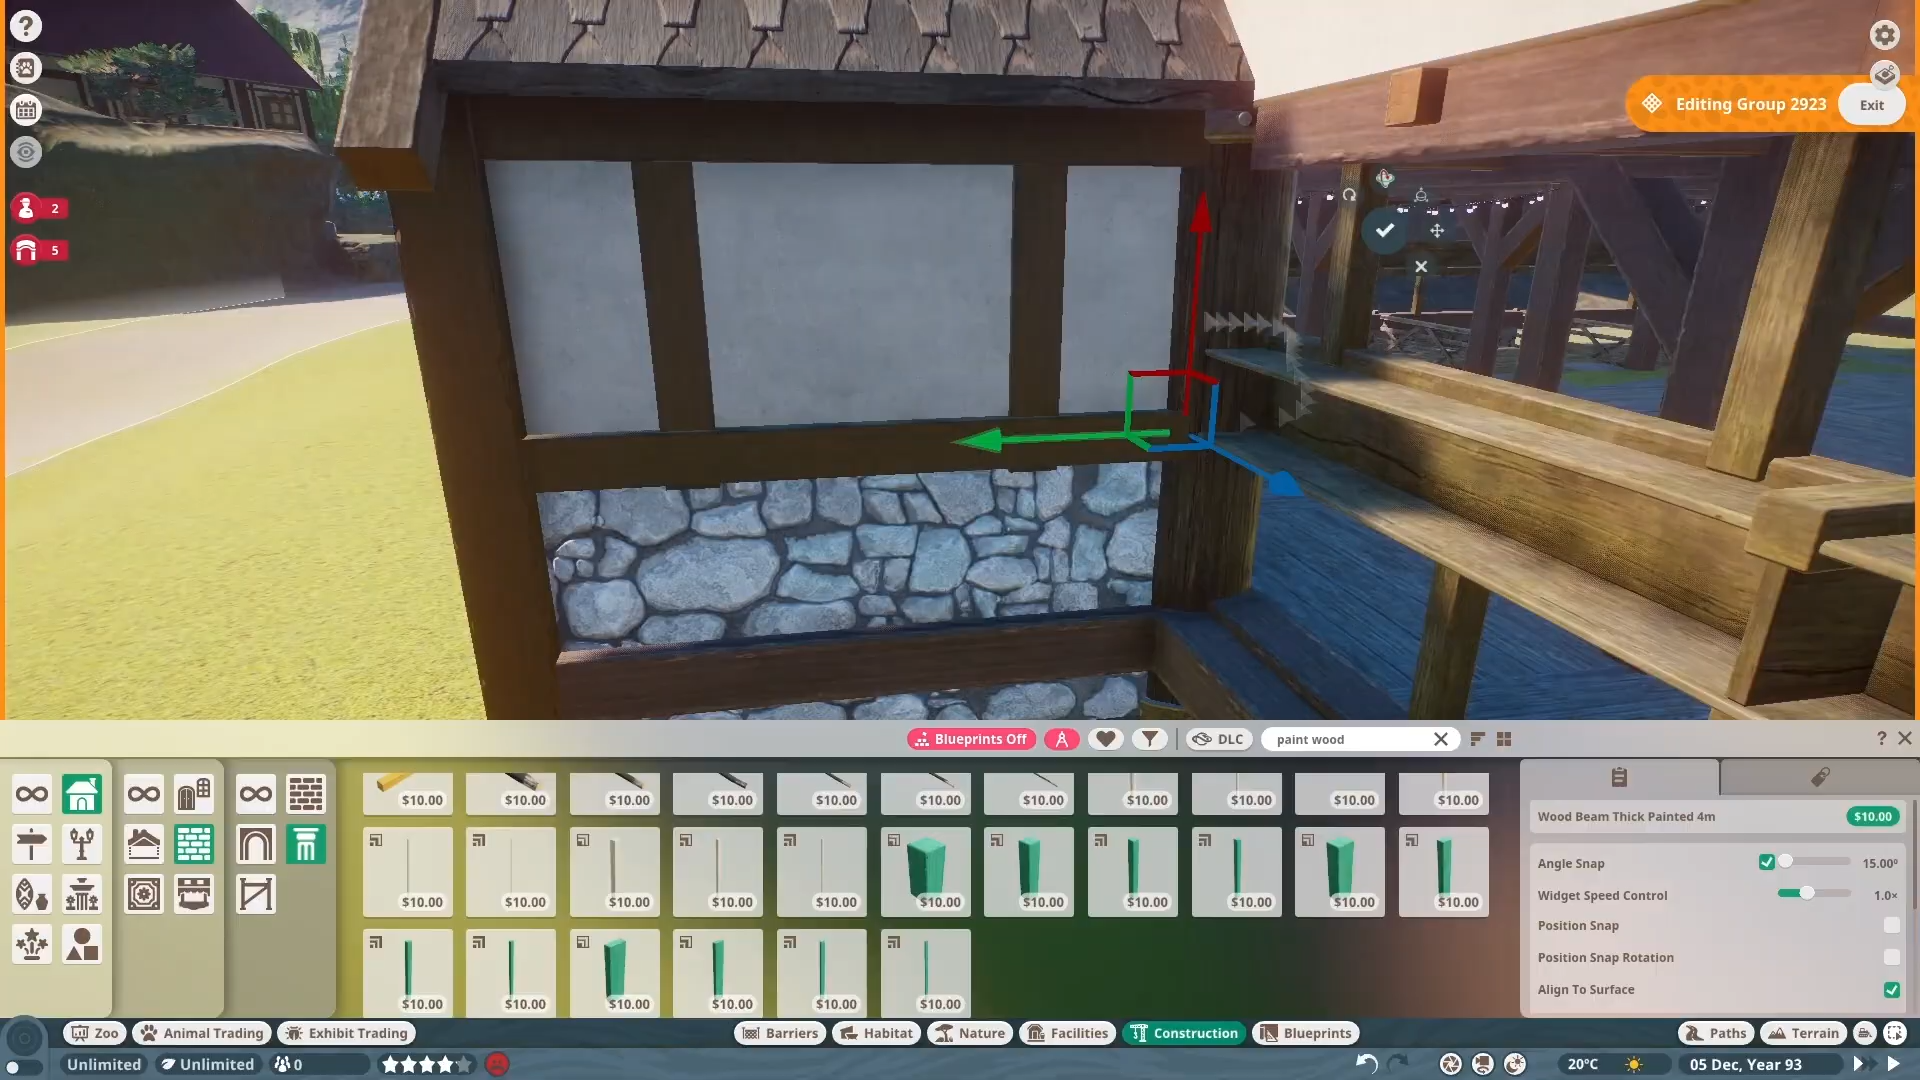 ?
Editing Group 2923
Exit
2
5
Blueprints Off
DLC
paint wood
?
$10.00 $10.00 $10.00 $10.00 $10.00 $10.00 $10.00 $10.00 $10.00 $10.00 $10.00
$10.00 $10.00 $10.00 $10.00 $10.00 $10.00 $10.00 $10.00 $10.00 $10.00 $10.00
$10.00 $10.00 $10.00 $10.00 $10.00 $10.00
Wood Beam Thick Painted 4m $10.00
Angle Snap 15.00°
Widget Speed Control 1.0×
Position Snap
Position Snap Rotation
Align To Surface
Zoo Animal Trading Exhibit Trading Barriers Habitat Nature Facilities Construction Blueprints Paths Terrain
Unlimited Unlimited 0 20°C 05 Dec, Year 93